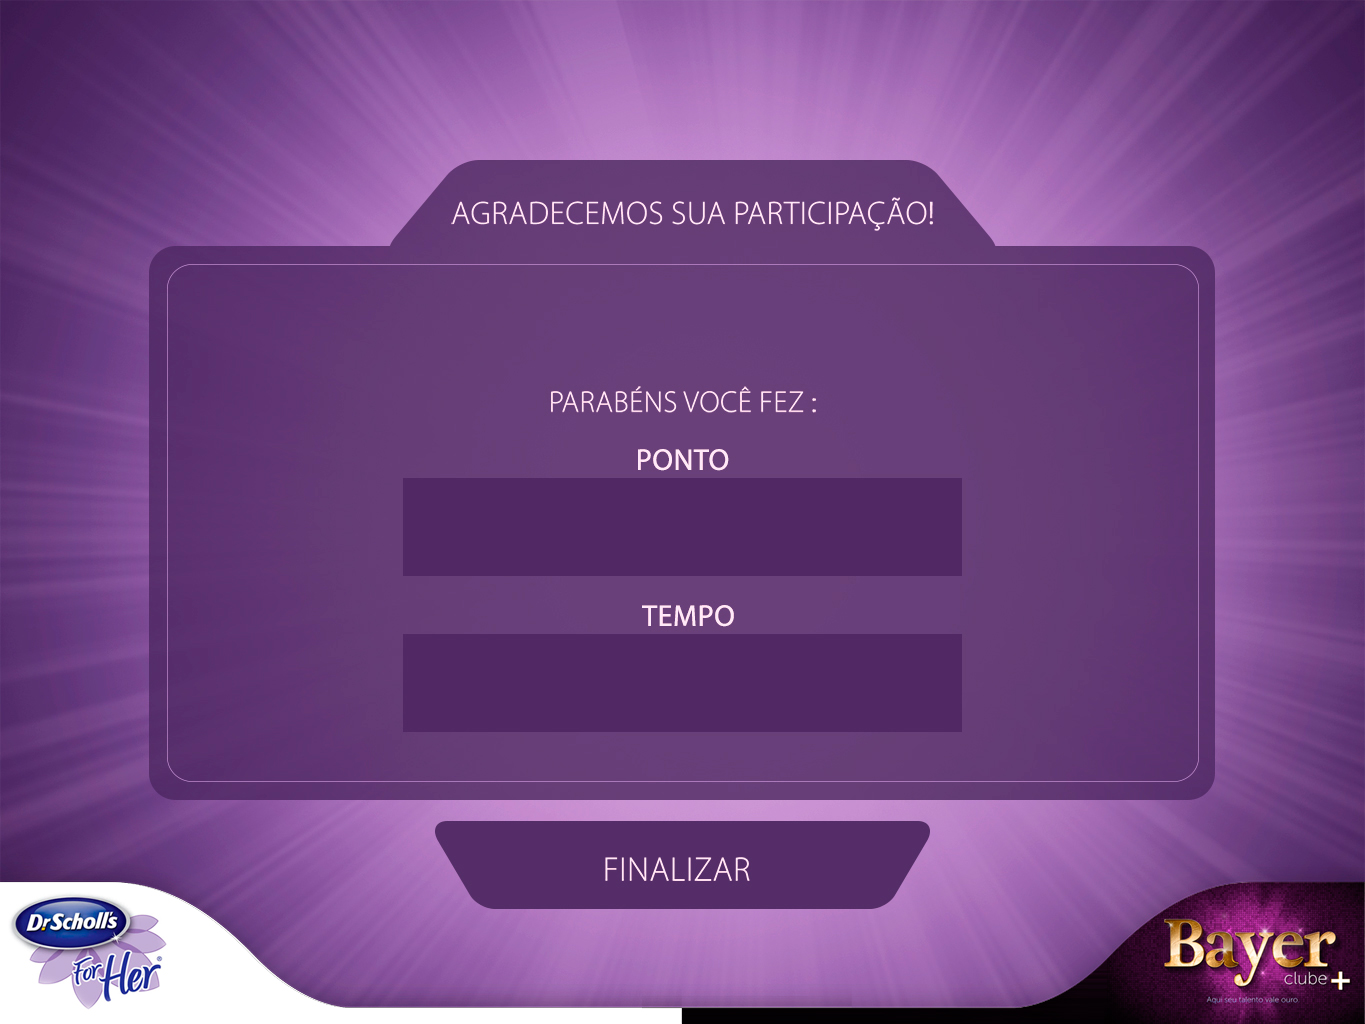 AGRADECEMOS SUA PARTICIPAÇÃO!
PARABÉNS VOCÊ FEZ :
PONTO
TEMPO
FINALIZAR
Dr.Scholl's
For Her®
Bayer
clube+
Aqui seu talento vale ouro.